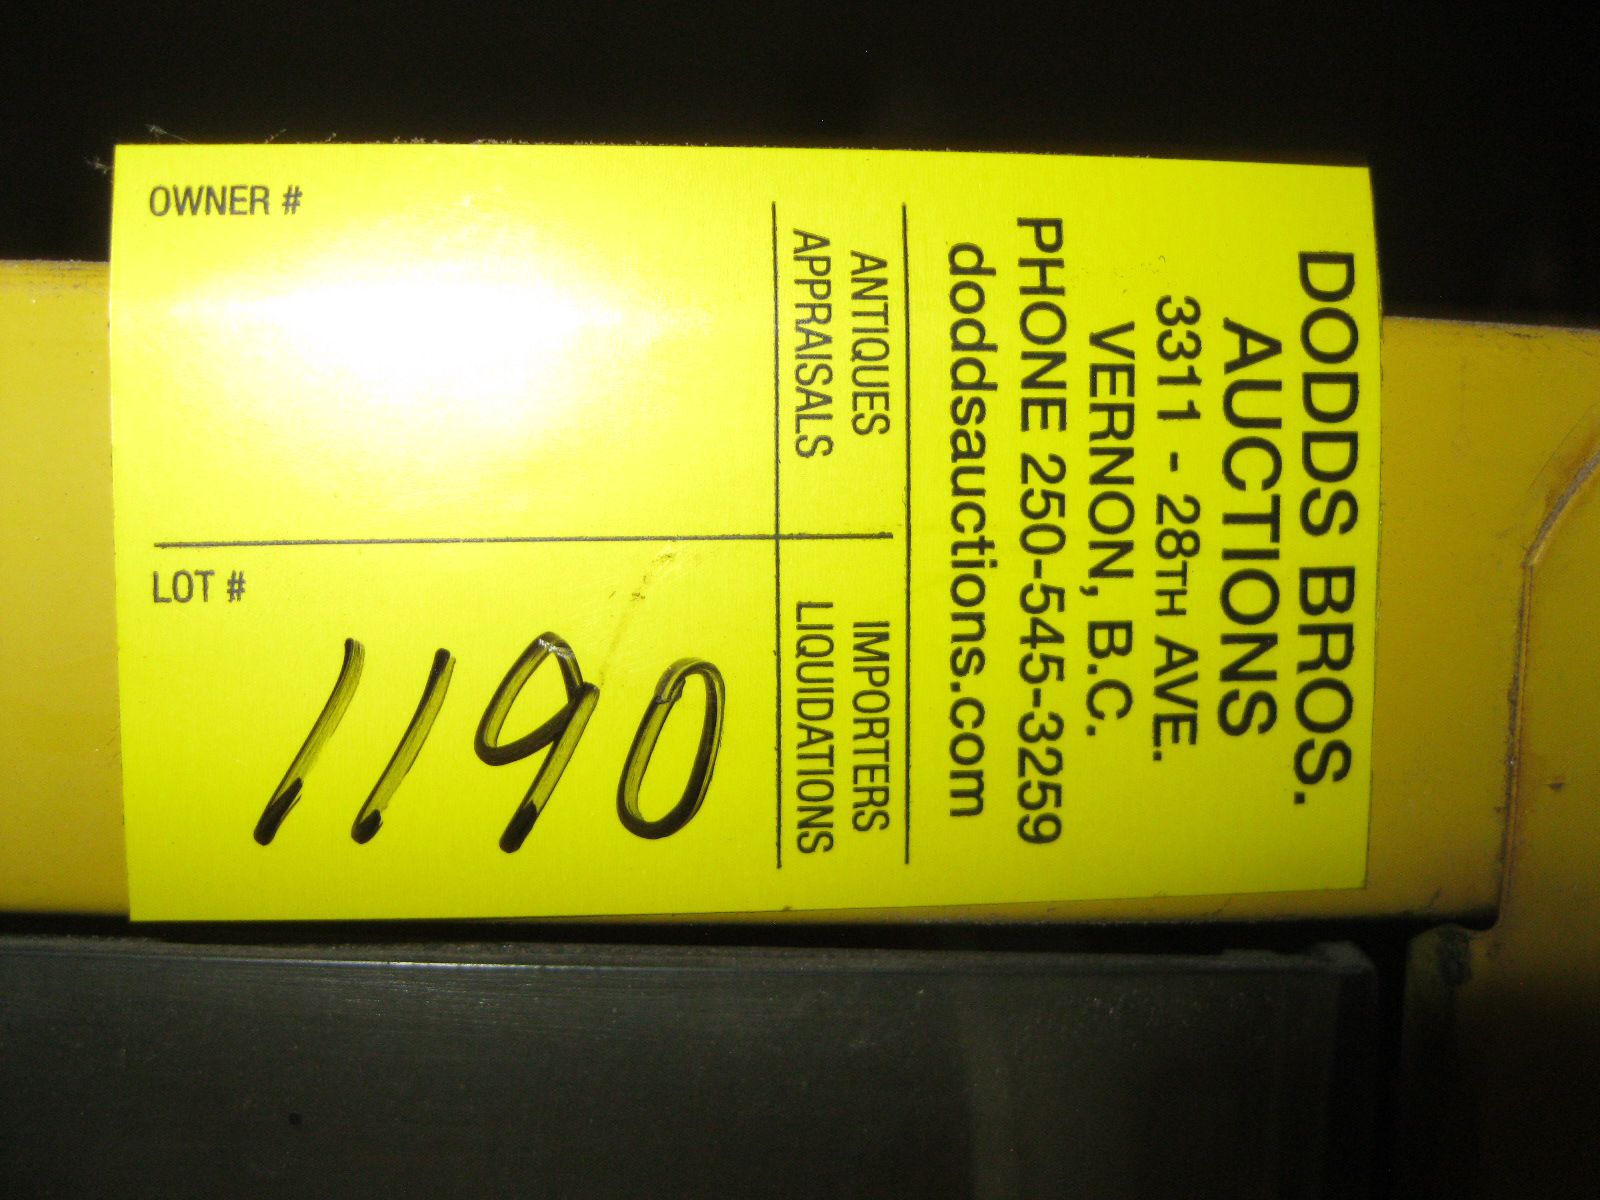 DODDS BROS.
AUCTIONS
3311 - 28TH AVE.
VERNON, B.C.
PHONE 250-545-3259
doddsauctions.com
ANTIQUES
APPRAISALS
IMPORTERS
LIQUIDATIONS
OWNER #
LOT #
1190